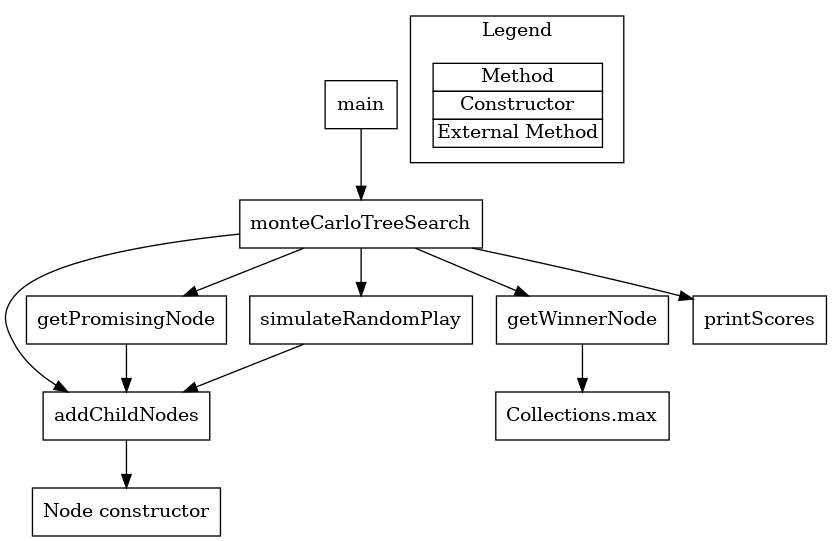 Legend
Method
Constructor
External Method
main
monteCarloTreeSearch
getPromisingNode
simulateRandomPlay
getWinnerNode
printScores
addChildNodes
Collections.max
Node constructor